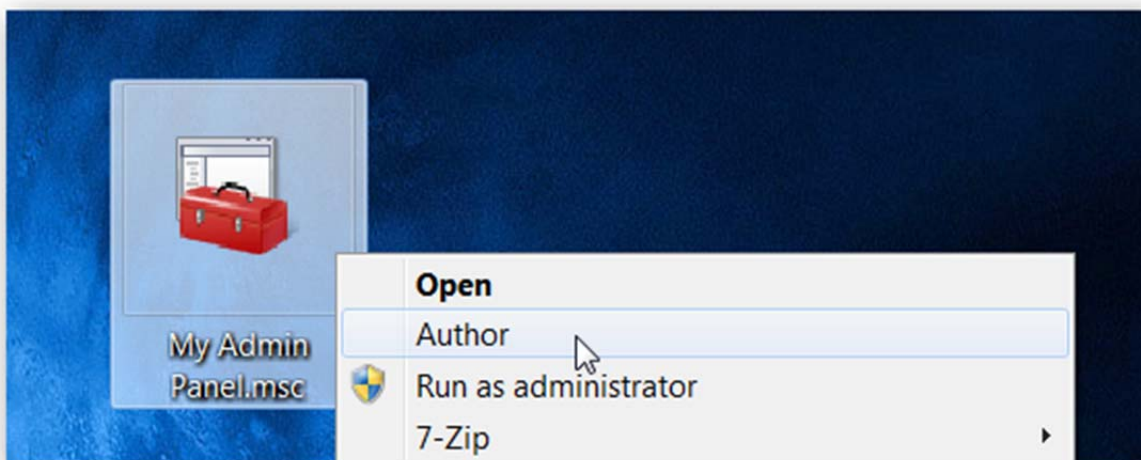 My Admin
Panel.msc
Open
Author
Run as administrator
7-Zip